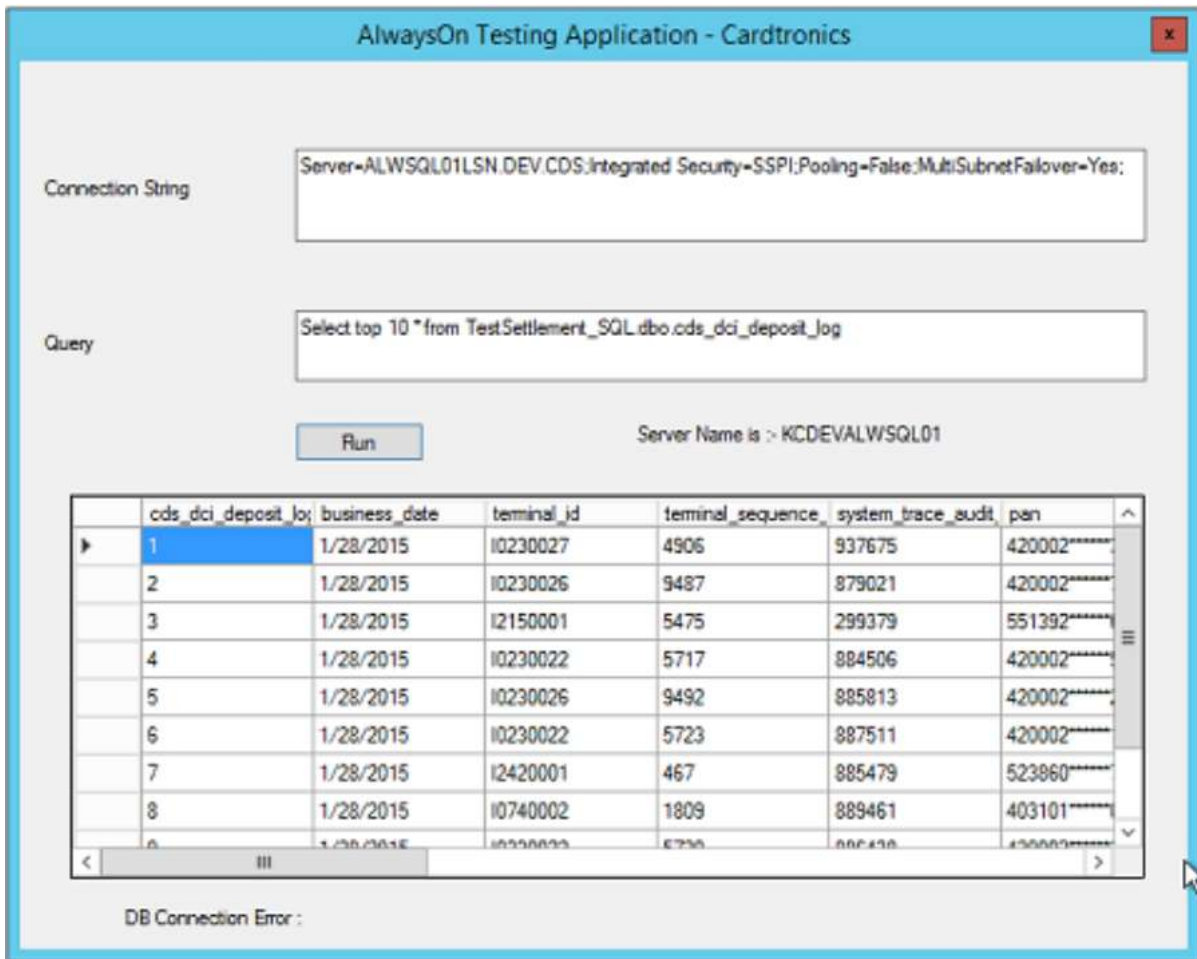 AlwaysOn Testing Application - Cardtronics
x
Connection String
Server=ALWSQL01LSN.DEV.CDS;Integrated Security=SSPI;Pooling=False;MultiSubnetFailover=Yes;
Query
Select top 10 * from TestSettlement_SQL.dbo.cds_dci_deposit_log
Run
Server Name is :- KCDEVALWSQL01
cds_dci_deposit_log business_date terminal_id terminal_sequence_ system_trace_audit_ pan
1 1/28/2015 I0230027 4906 937675 420002******
2 1/28/2015 I0230026 9487 879021 420002******
3 1/28/2015 I2150001 5475 299379 551392******
4 1/28/2015 I0230022 5717 884506 420002******
5 1/28/2015 I0230026 9492 885813 420002******
6 1/28/2015 I0230022 5723 887511 420002******
7 1/28/2015 I2420001 467 885479 523860******
8 1/28/2015 I0740002 1809 889461 403101******
DB Connection Error :